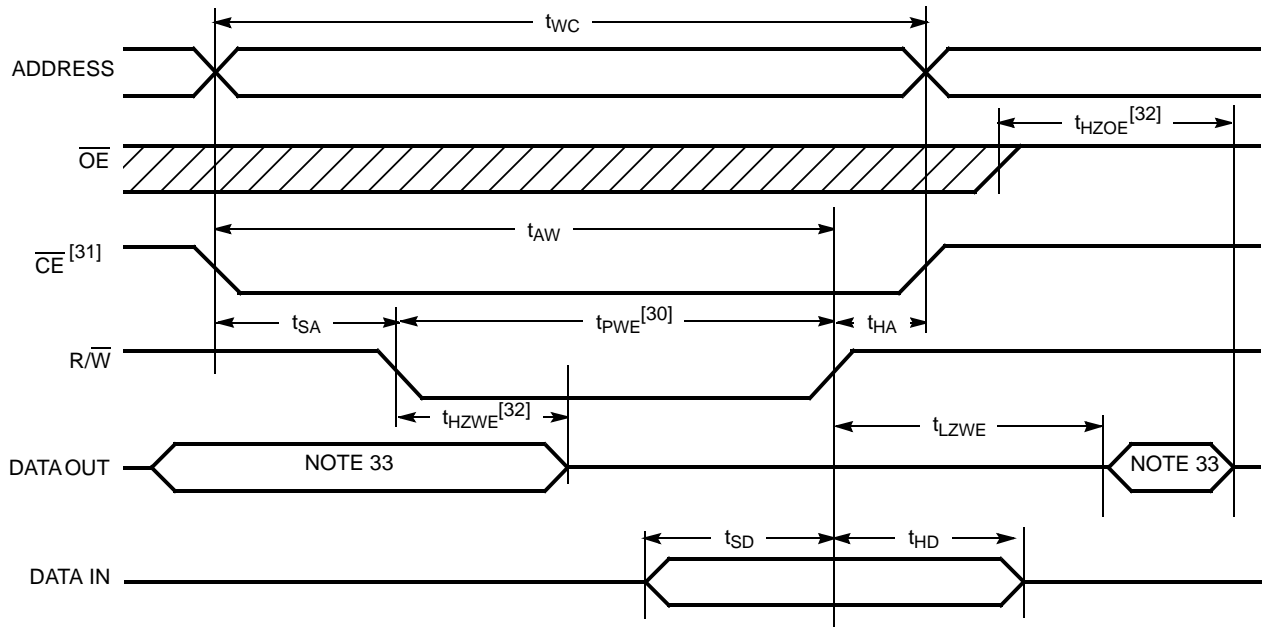 tWC
ADDRESS
tHZOE[32]
OE
tAW
CE[31]
tSA tPWE[30] tHA
R/W
tHZWE[32]
tLZWE
DATA OUT NOTE 33 NOTE 33
tSD tHD
DATA IN